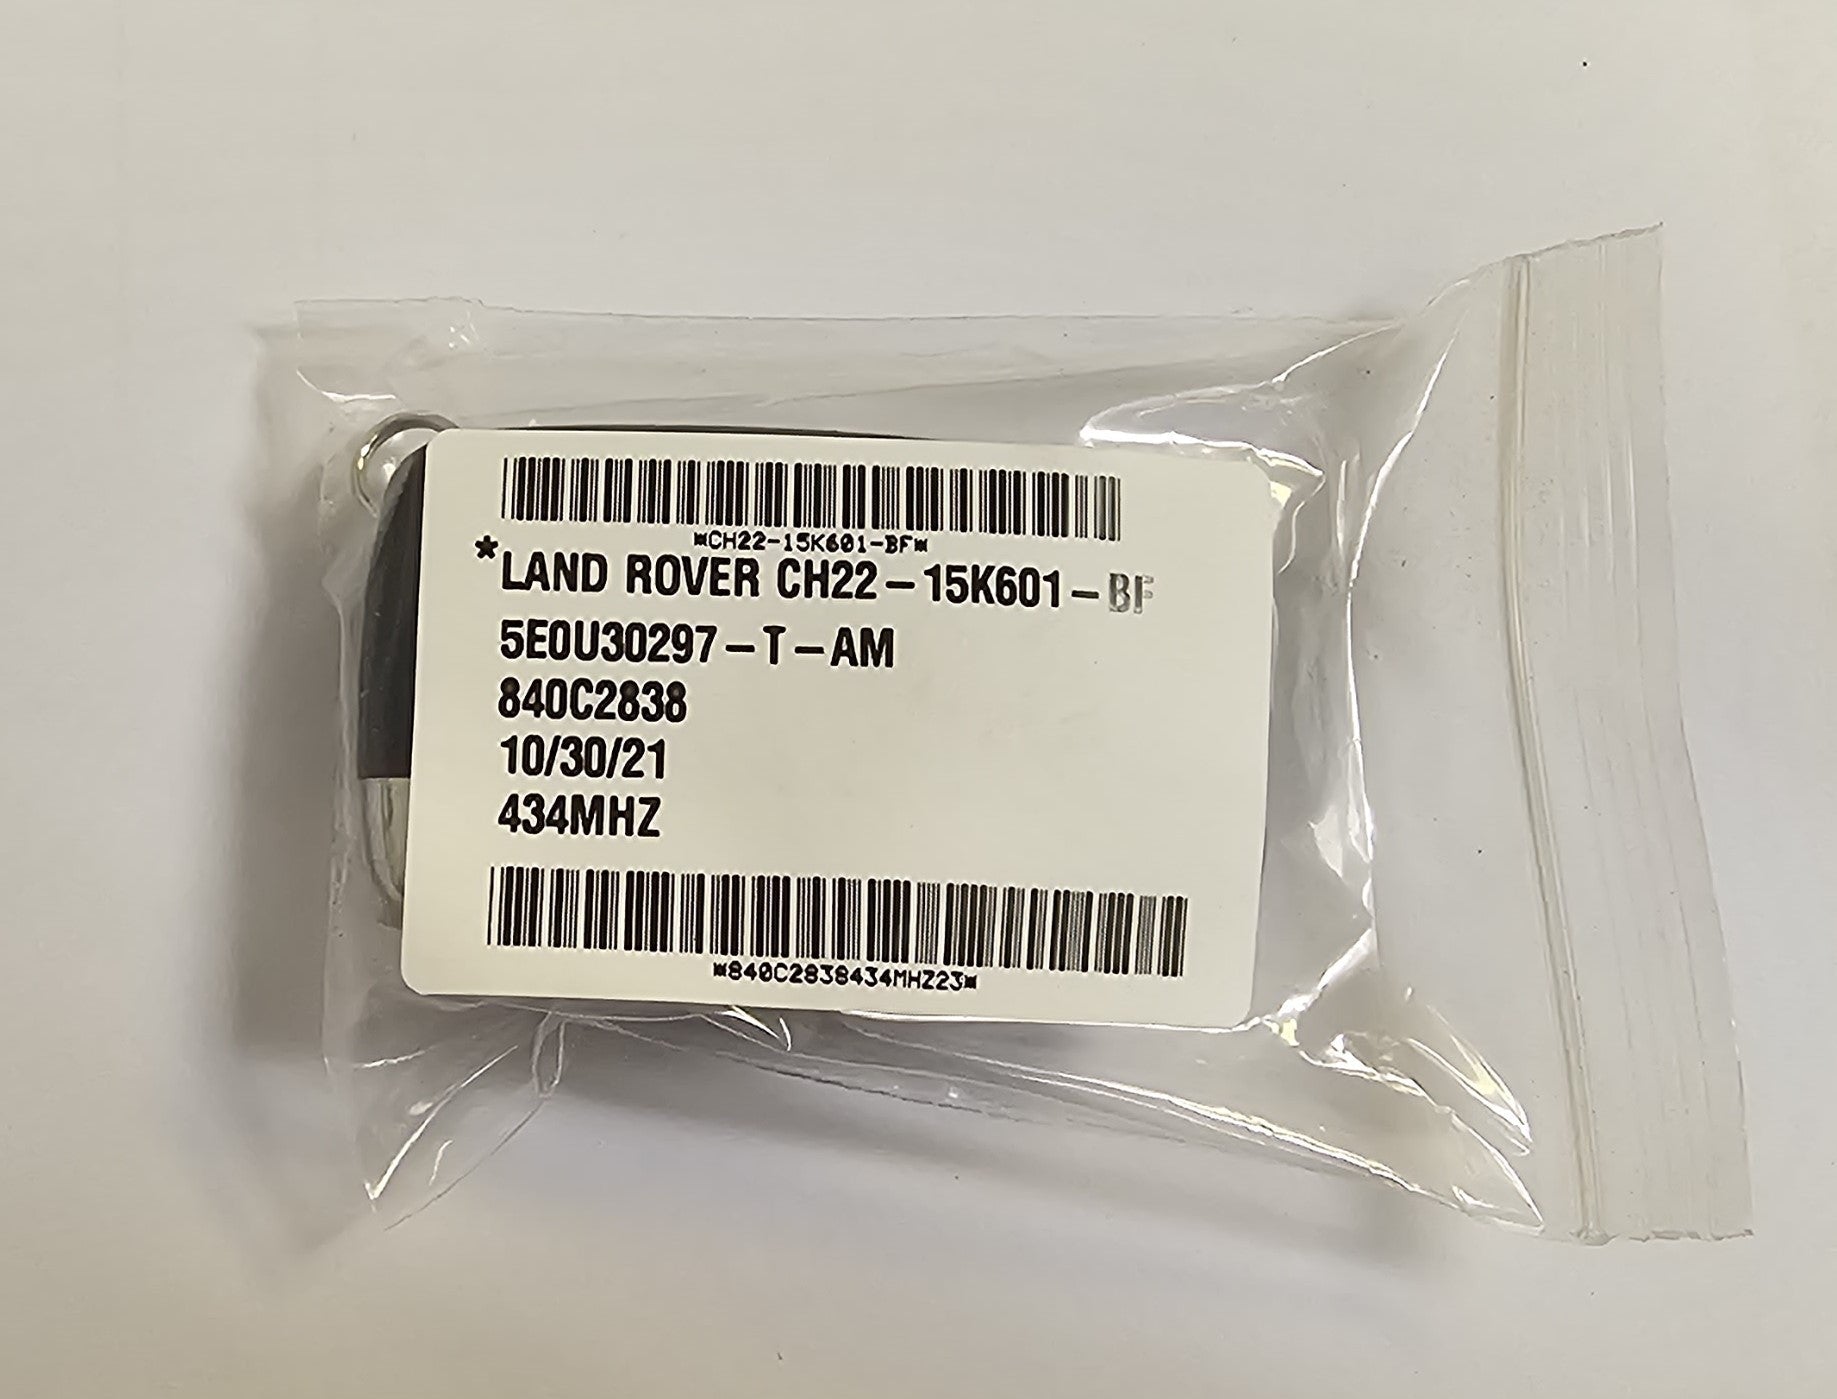 *CH22-15K601-BF*
*LAND ROVER CH22-15K601-BF
5E0U30297-T-AM
840C2838
10/30/21
434MHZ
*840C2838434MHZ23*